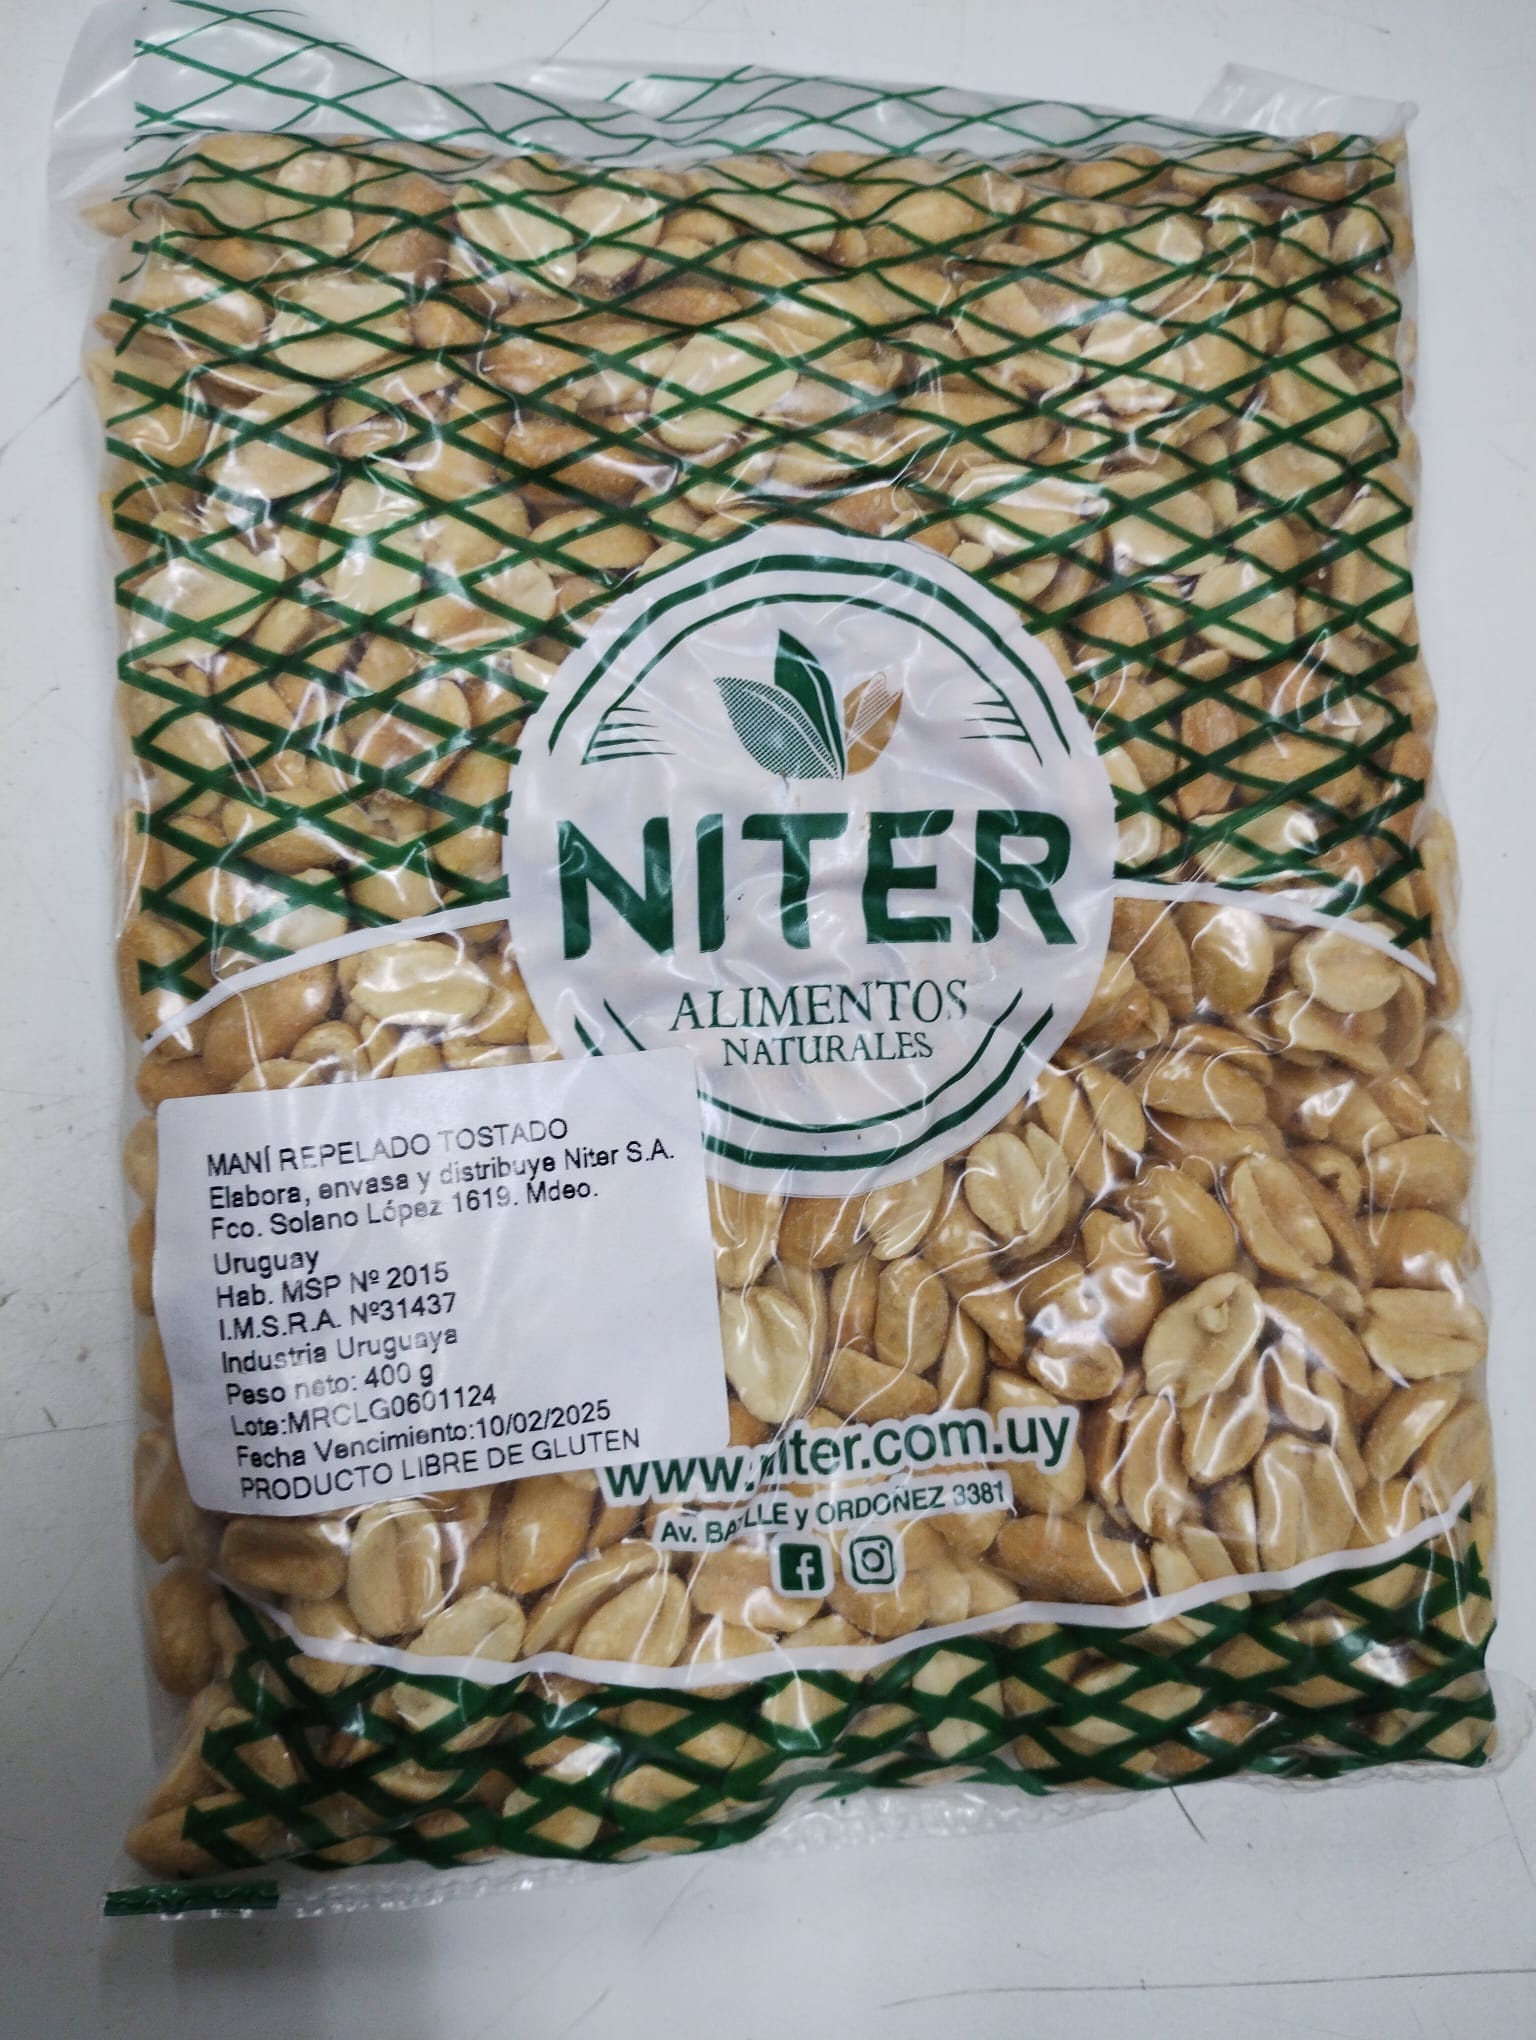 NITER
ALIMENTOS
NATURALES
MANÍ REPELADO TOSTADO
Elabora, envasa y distribuye Niter S.A.
Fco. Solano López 1619. Mdeo.
Uruguay
Hab. MSP Nº 2015
I.M.S.R.A. Nº31437
Industria Uruguaya
Peso neto: 400 g
Lote:MRCLG0601124
Fecha Vencimiento:10/02/2025
PRODUCTO LIBRE DE GLUTEN
www.niter.com.uy
Av. BATLLE y ORDOÑEZ 3381